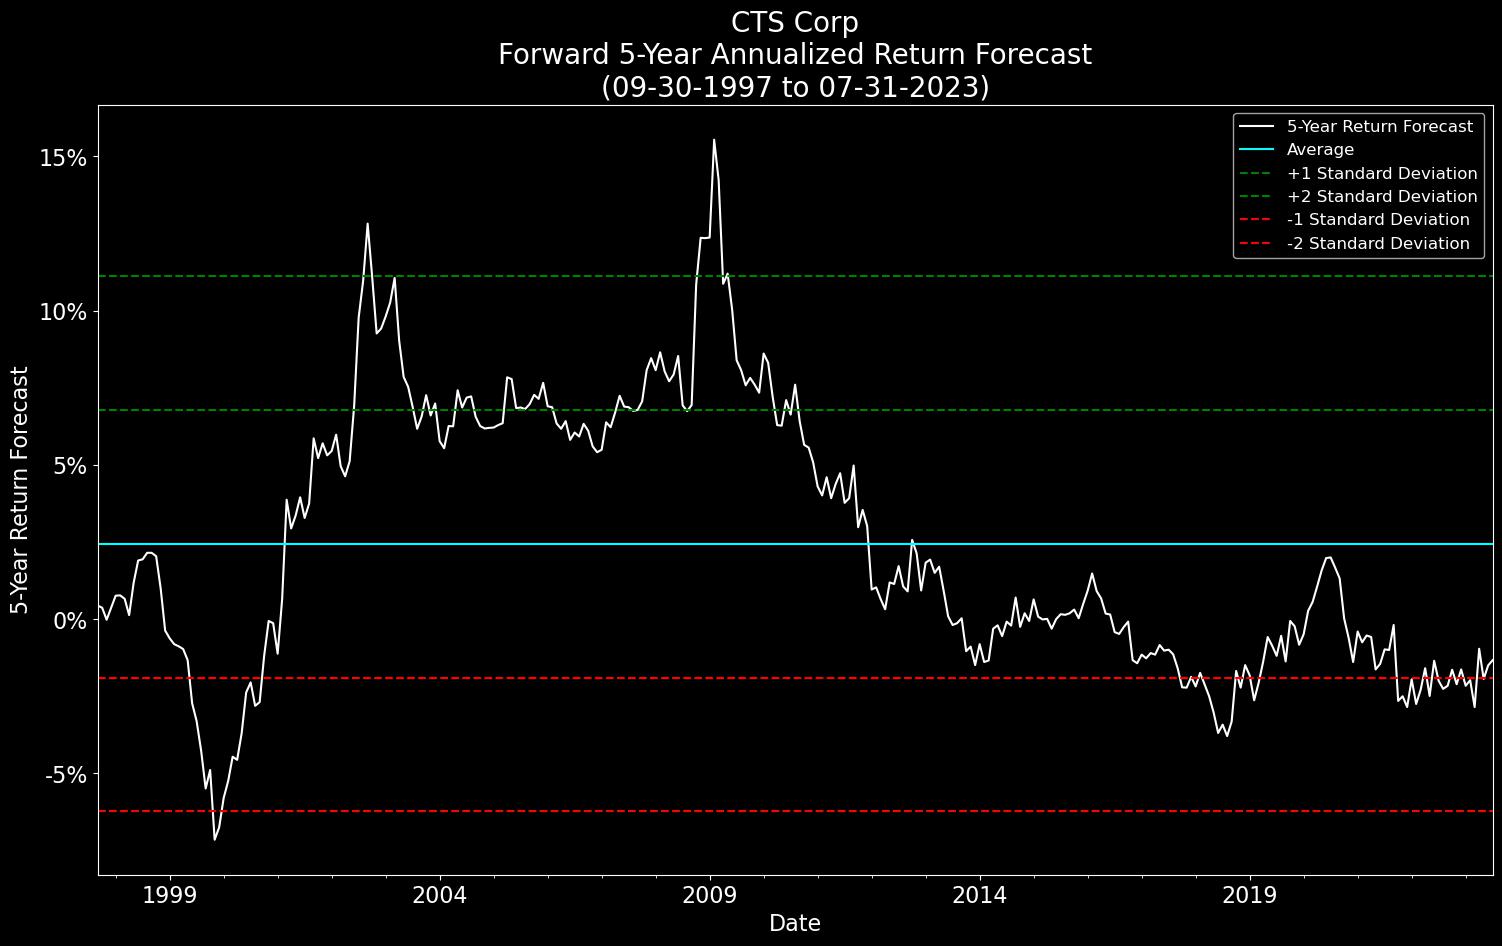 CTS Corp
Forward 5-Year Annualized Return Forecast
(09-30-1997 to 07-31-2023)
5-Year Return Forecast
Average
+1 Standard Deviation
+2 Standard Deviation
-1 Standard Deviation
-2 Standard Deviation
5-Year Return Forecast
15%
10%
5%
0%
-5%
1999 2004 2009 2014 2019
Date